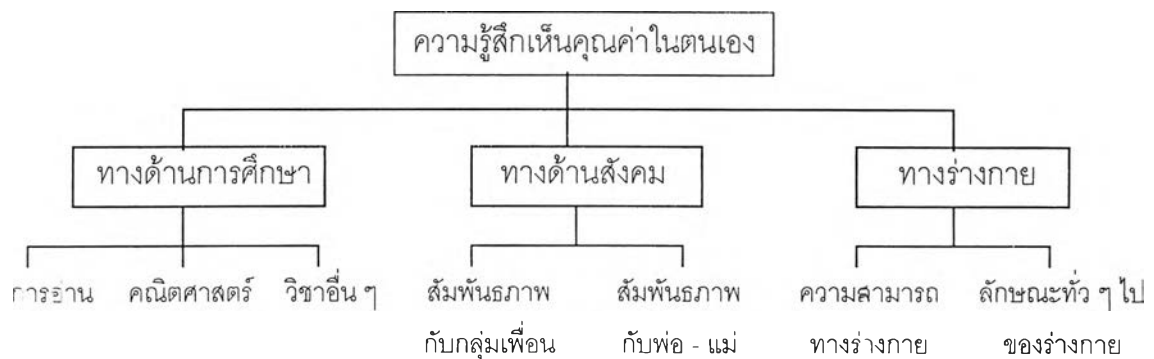 ความรู้สึกเห็นคุณค่าในตนเอง
ทางด้านการศึกษา
ทางด้านสังคม
ทางร่างกาย
การอ่าน
คณิตศาสตร์
วิชาอื่น ๆ
สัมพันธภาพ
กับกลุ่มเพื่อน
สัมพันธภาพ
กับพ่อ - แม่
ความสามารถ
ทางร่างกาย
ลักษณะทั่ว ๆ ไป
ของร่างกาย